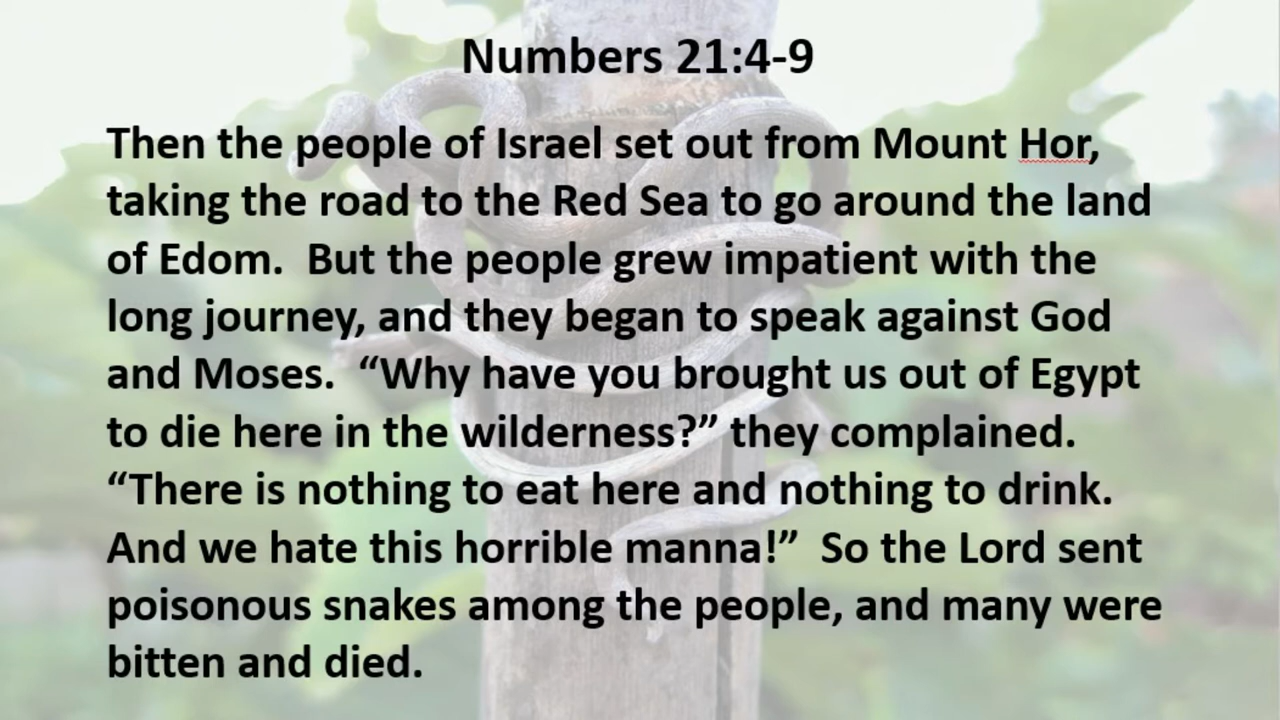 Numbers 21:4-9
Then the people of Israel set out from Mount Hor,
taking the road to the Red Sea to go around the land
of Edom.  But the people grew impatient with the
long journey, and they began to speak against God
and Moses.  “Why have you brought us out of Egypt
to die here in the wilderness?” they complained.
“There is nothing to eat here and nothing to drink.
And we hate this horrible manna!”  So the Lord sent
poisonous snakes among the people, and many were
bitten and died.